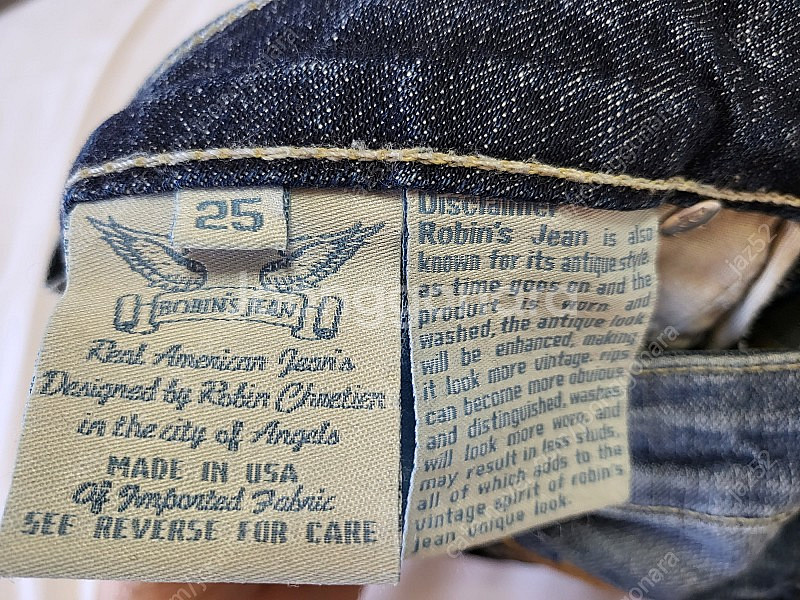 25
ROBIN'S JEAN
Real American Jean's
Designed by Robin Chretien
in the city of Angels
MADE IN USA
Of Imported Fabric
SEE REVERSE FOR CARE
Disclaimer
Robin's Jean is also
known for its antique style.
as time goes on and the
product is worn and
washed, the antique look
will be enhanced, making
it look more vintage. rips
can become more obvious
and distinguished, washes
will look more worn, and
may result in less studs,
all of which adds to the
vintage spirit of robin's
jean unique look.
jaz52